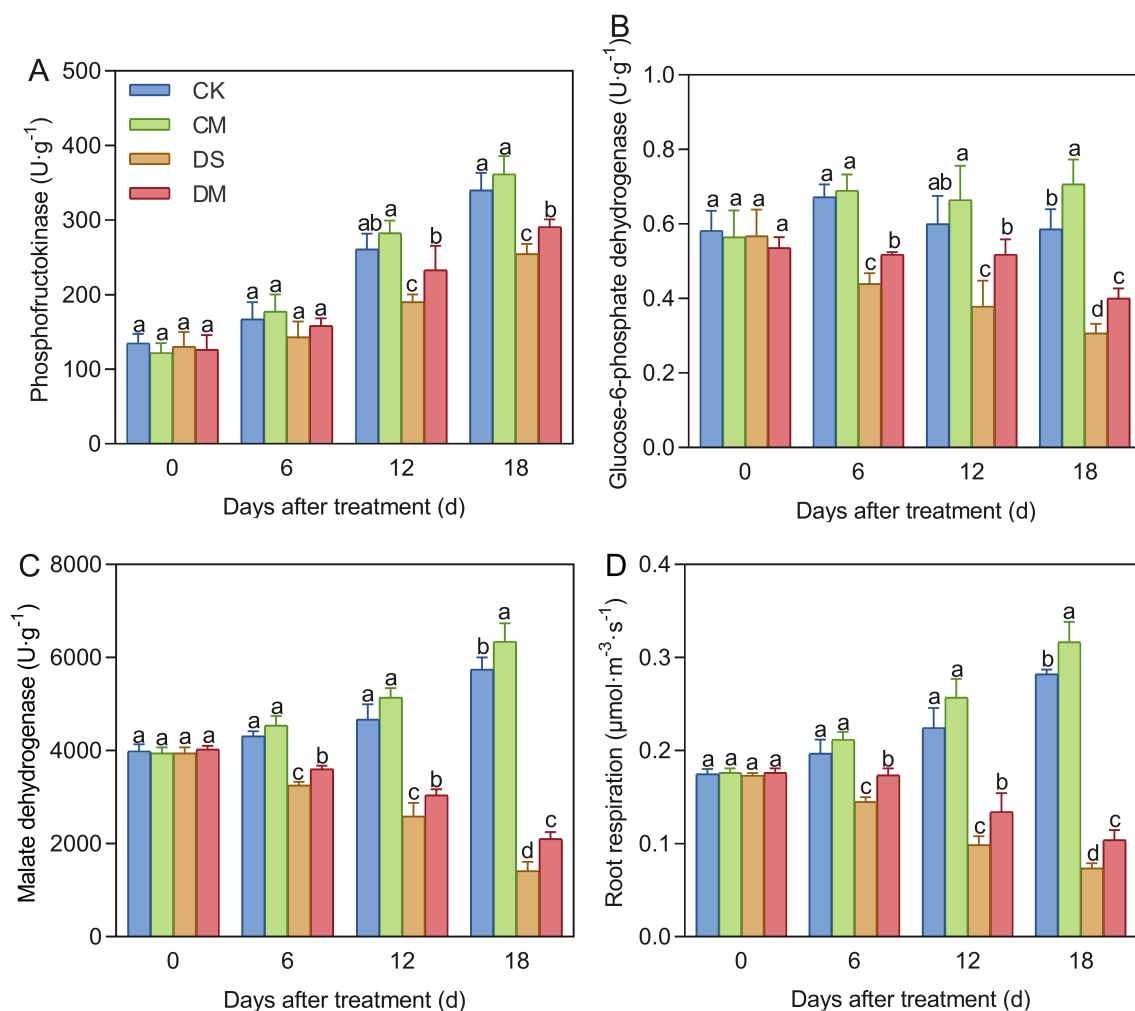 A
Phosphofructokinase (U·g⁻¹)
500
400
300
200
100
0
CK
CM
DS
DM
a a a a
a a a a
ab a c b
a a c b
0 6 12 18
Days after treatment (d)
B
Glucose-6-phosphate dehydrogenase (U·g⁻¹)
1.0
0.8
0.6
0.4
0.2
0.0
a a a a
a a c b
ab a c b
b a d c
0 6 12 18
Days after treatment (d)
C
Malate dehydrogenase (U·g⁻¹)
8000
6000
4000
2000
0
a a a a
a a c b
a a c b
b a d c
0 6 12 18
Days after treatment (d)
D
Root respiration (µmol·m⁻³·s⁻¹)
0.4
0.3
0.2
0.1
0.0
a a a a
a a c b
a a c b
b a d c
0 6 12 18
Days after treatment (d)